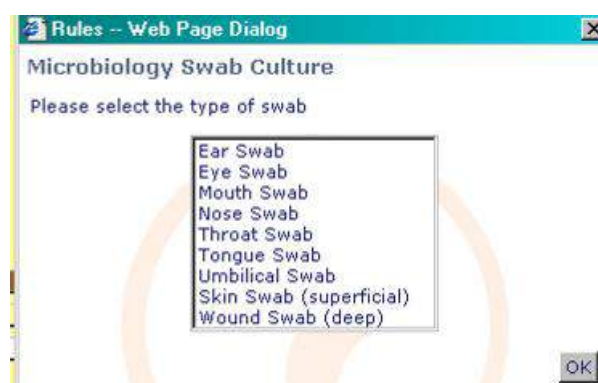 Rules -- Web Page Dialog
Microbiology Swab Culture
Please select the type of swab
Ear Swab
Eye Swab
Mouth Swab
Nose Swab
Throat Swab
Tongue Swab
Umbilical Swab
Skin Swab (superficial)
Wound Swab (deep)
OK